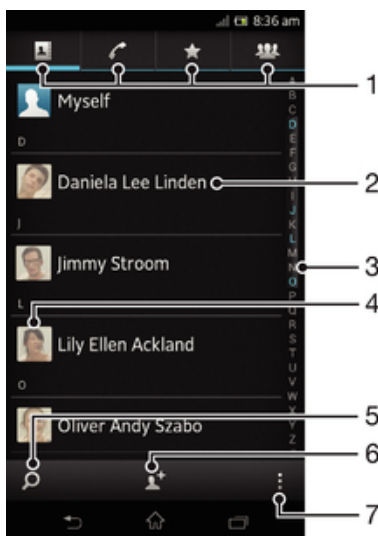 8:36 am
1
A
B
Myself
C
D
D
E
F
Daniela Lee Linden
2
G
H
I
J
J
K
L
M
Jimmy Stroom
N
3
O
P
L
4
Q
R
S
Lily Ellen Ackland
T
U
V
O
W
X
Y
5
Oliver Andy Szabo
Z
6
7